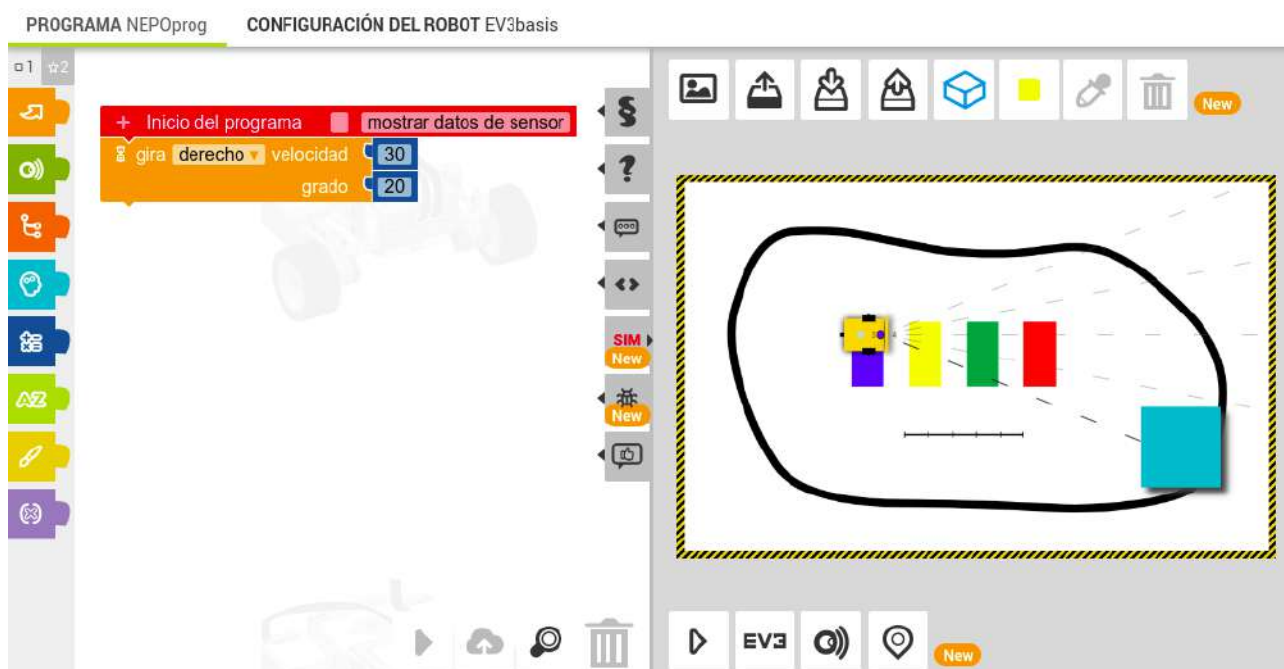 PROGRAMA NEPOprog CONFIGURACIÓN DEL ROBOT EV3basis
1 2
+ Inicio del programa mostrar datos de sensor
gira derecho velocidad 30
grado 20
§
?
SIM
New
New
AZ
New
EV3
New